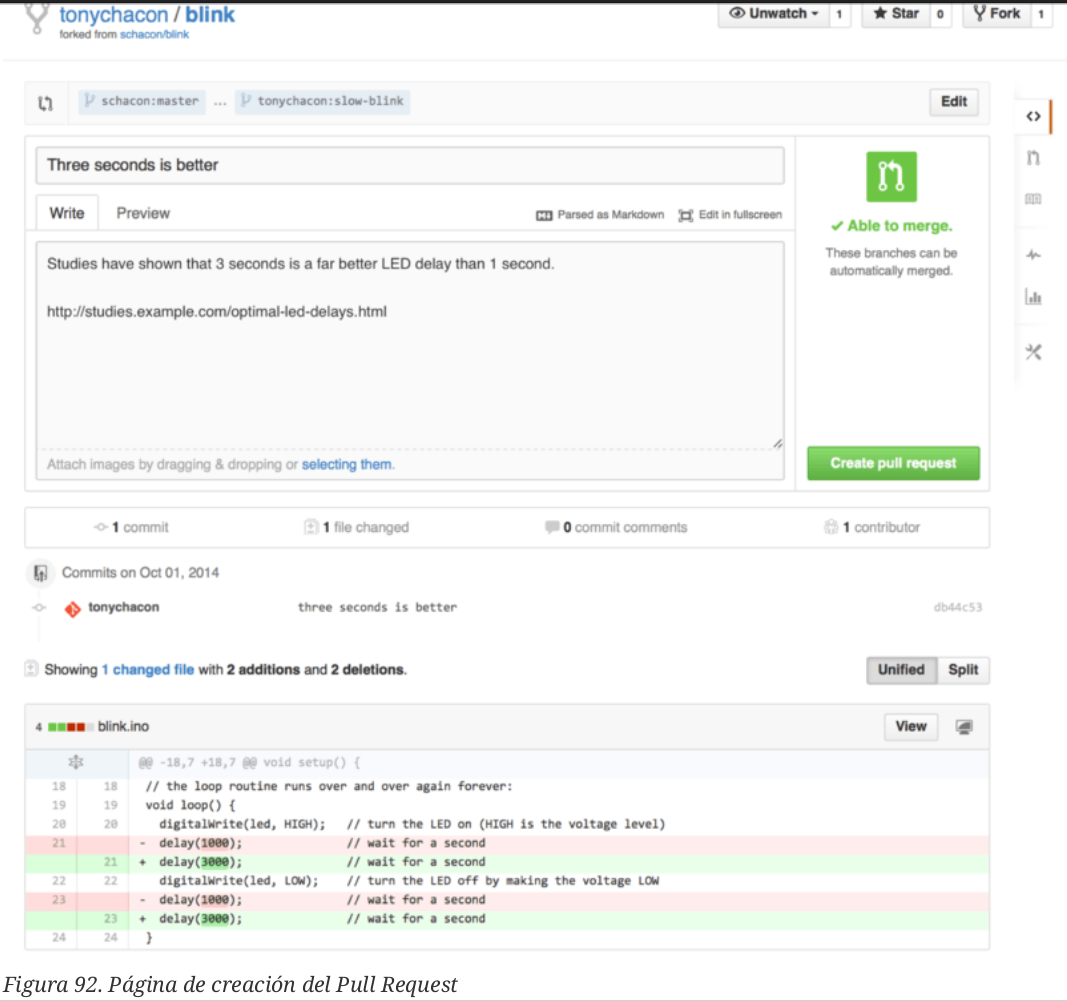 tonychacon / blink
forked from schacon/blink
Unwatch 1 Star 0 Fork 1
schacon:master ... tonychacon:slow-blink Edit
Three seconds is better
Write Preview Parsed as Markdown Edit in fullscreen
Able to merge.
These branches can be
automatically merged.
Studies have shown that 3 seconds is a far better LED delay than 1 second.
http://studies.example.com/optimal-led-delays.html
Attach images by dragging & dropping or selecting them.
Create pull request
1 commit 1 file changed 0 commit comments 1 contributor
Commits on Oct 01, 2014
tonychacon three seconds is better db44c53
Showing 1 changed file with 2 additions and 2 deletions.
Unified Split
4 blink.ino View
@@ -18,7 +18,7 @@ void setup() {
18 18 // the loop routine runs over and over again forever:
19 19 void loop() {
20 20 digitalWrite(led, HIGH); // turn the LED on (HIGH is the voltage level)
21 - delay(1000); // wait for a second
21 + delay(3000); // wait for a second
22 22 digitalWrite(led, LOW); // turn the LED off by making the voltage LOW
23 - delay(1000); // wait for a second
23 + delay(3000); // wait for a second
24 24 }
Figura 92. Página de creación del Pull Request